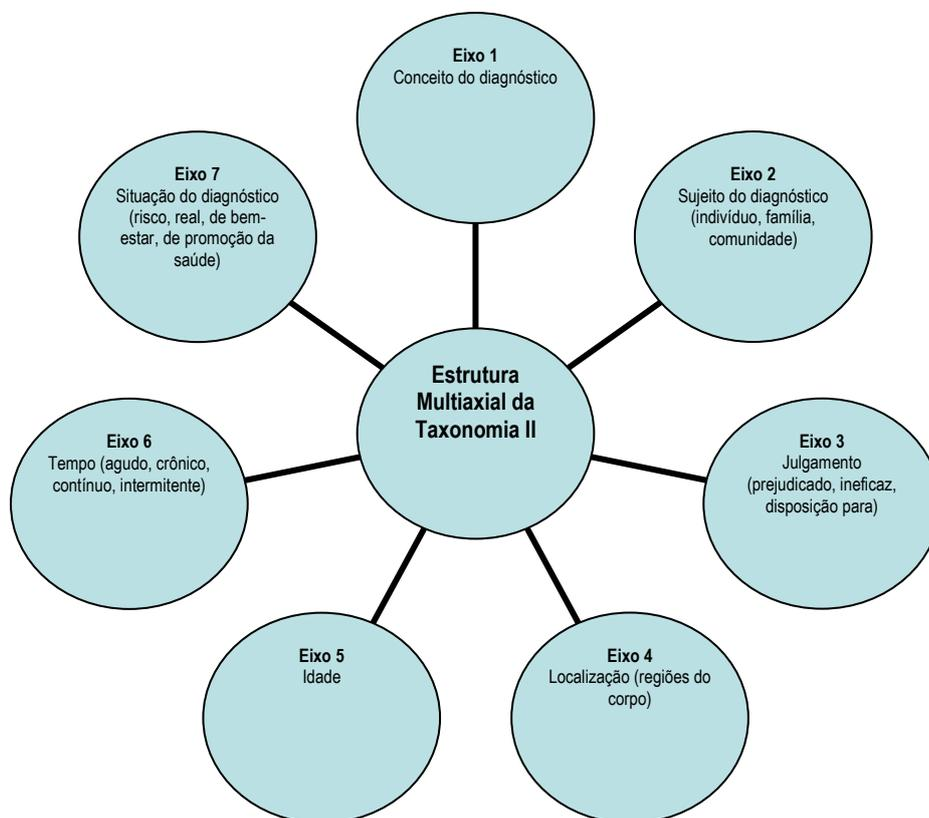 Eixo 1
Conceito do diagnóstico
Eixo 7
Situação do diagnóstico
(risco, real, de bem-
estar, de promoção da
saúde)
Eixo 2
Sujeito do diagnóstico
(indivíduo, família,
comunidade)
Estrutura
Multiaxial da
Taxonomia II
Eixo 6
Tempo (agudo, crônico,
contínuo, intermitente)
Eixo 3
Julgamento
(prejudicado, ineficaz,
disposição para)
Eixo 5
Idade
Eixo 4
Localização (regiões do
corpo)